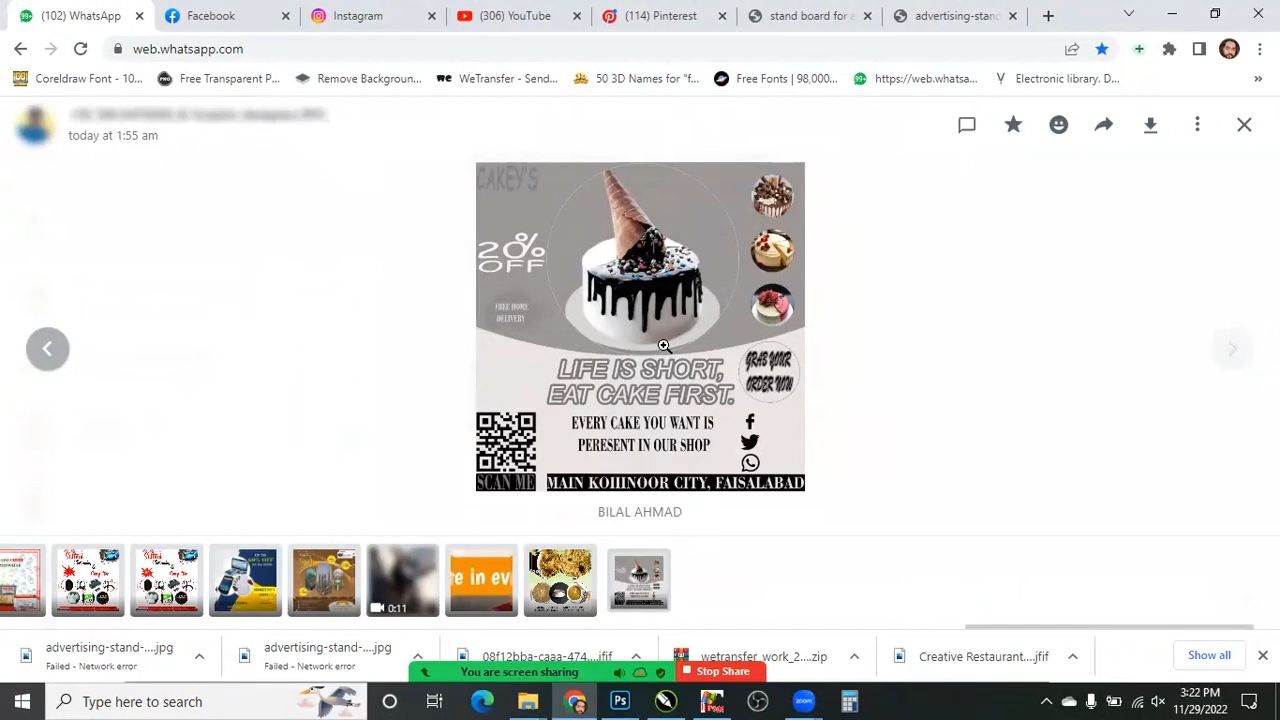 (102) WhatsApp
Facebook
Instagram
(306) YouTube
(114) Pinterest
stand board for a
advertising-stand
web.whatsapp.com
Coreldraw Font - 10...
Free Transparent P...
Remove Backgroun...
WeTransfer - Send...
50 3D Names for "f...
Free Fonts | 98,000...
https://web.whatsa...
Electronic library. D...
today at 1:55 am
CAKEY'S
20%
OFF
FREE HOME
DELIVERY
LIFE IS SHORT,
EAT CAKE FIRST.
GRAB YOUR
ORDER NOW
EVERY CAKE YOU WANT IS
PERESENT IN OUR SHOP
SCAN ME
MAIN KOHINOOR CITY, FAISALABAD
BILAL AHMAD
0:11
re in ev
advertising-stand-....jpg
Failed - Network error
advertising-stand-....jpg
Failed - Network error
08f12bba-caaa-474....jfif
wetransfer_work_2....zip
Creative Restaurant....jfif
Show all
You are screen sharing
Stop Share
Type here to search
3:22 PM
11/29/2022